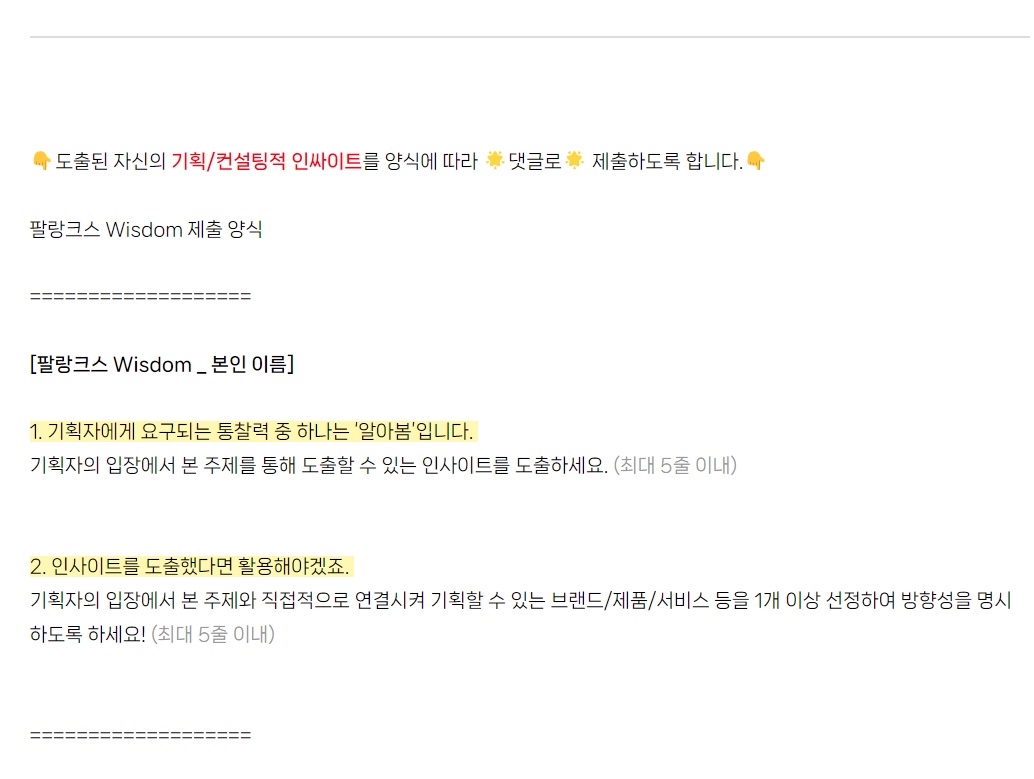 👇도출된 자신의 기획/컨설팅적 인싸이트를 양식에 따라 🌟댓글로🌟 제출하도록 합니다.👇
팔랑크스 Wisdom 제출 양식
===================
[팔랑크스 Wisdom _ 본인 이름]
1. 기획자에게 요구되는 통찰력 중 하나는 '알아봄'입니다.
기획자의 입장에서 본 주제를 통해 도출할 수 있는 인사이트를 도출하세요. (최대 5줄 이내)
2. 인사이트를 도출했다면 활용해야겠죠.
기획자의 입장에서 본 주제와 직접적으로 연결시켜 기획할 수 있는 브랜드/제품/서비스 등을 1개 이상 선정하여 방향성을 명시
하도록 하세요! (최대 5줄 이내)
===================